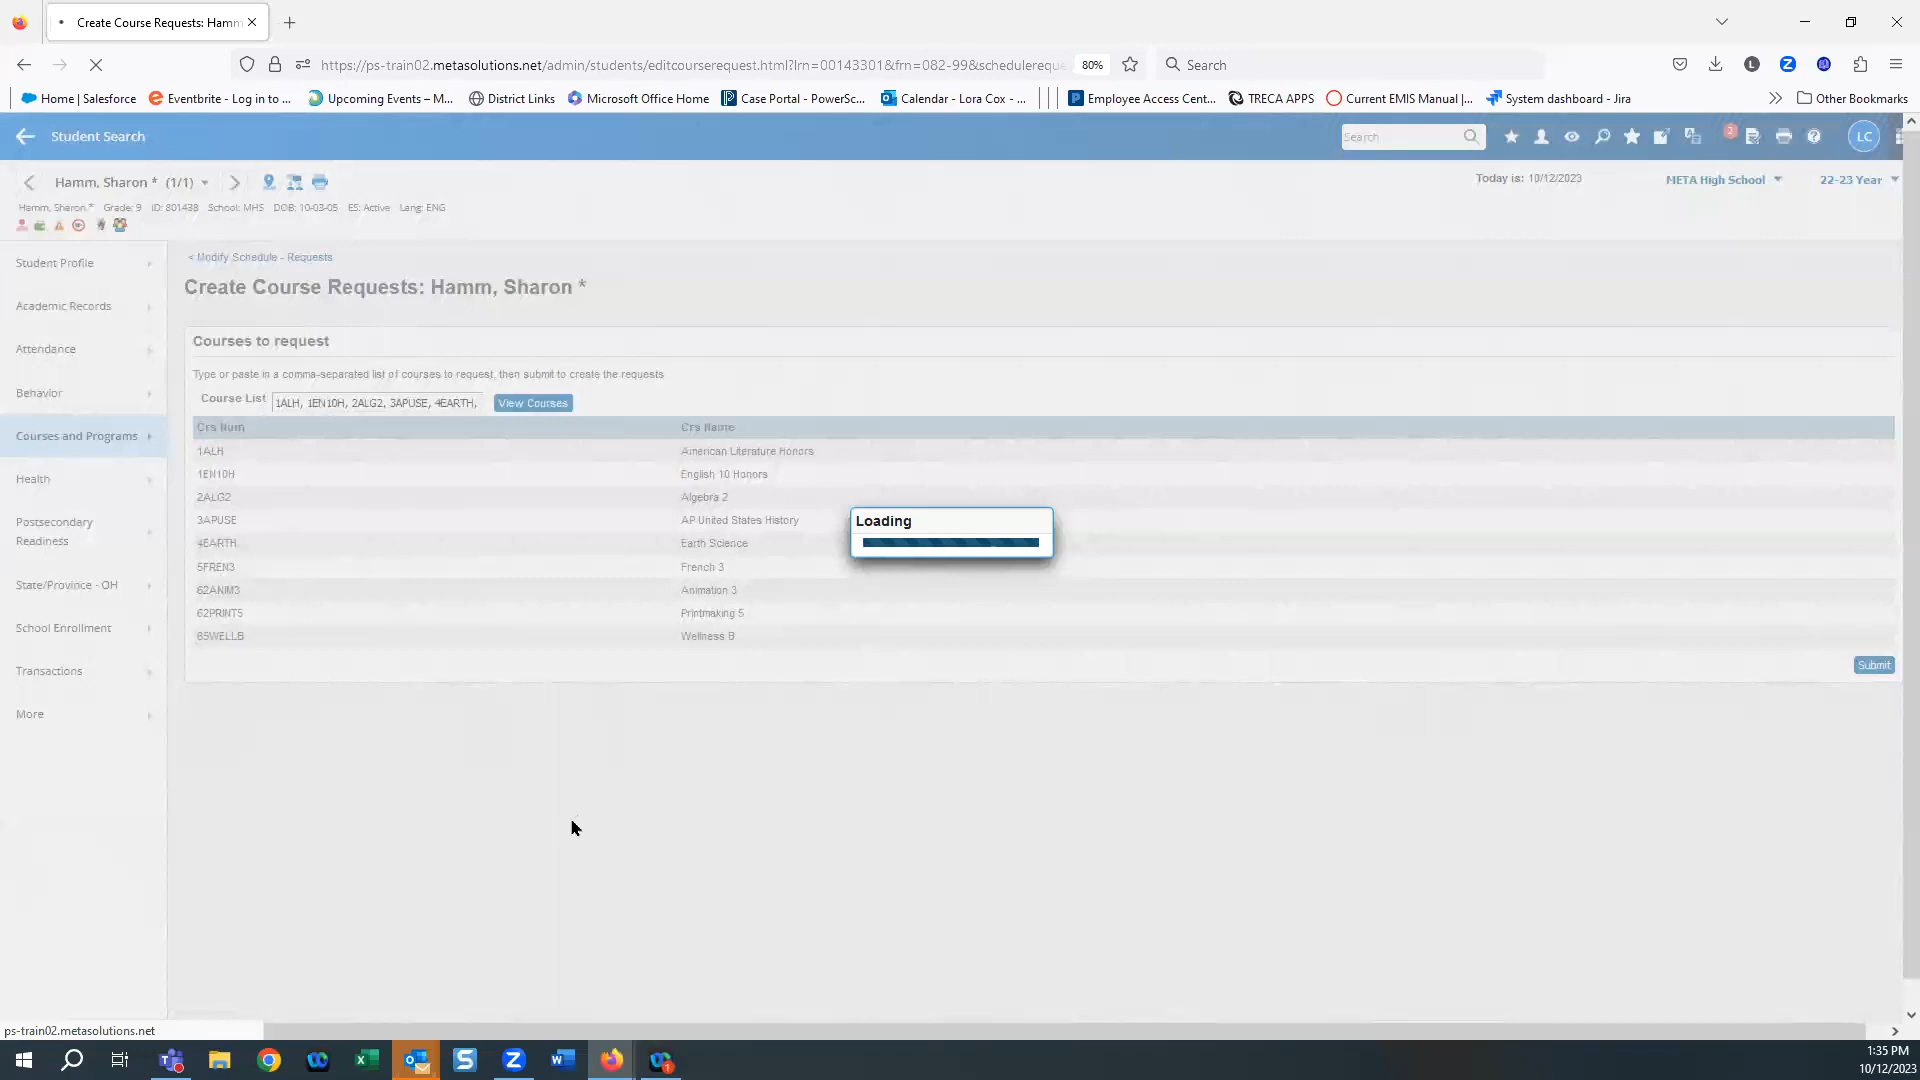 Create Course Requests: Hamm
https://ps-train02.metasolutions.net/admin/students/editcourserequest.html?lrn=00143301&frn=082-99&schedulereque
80%
Search
Home | Salesforce
Eventbrite - Log in to ...
Upcoming Events – M...
District Links
Microsoft Office Home
Case Portal - PowerSc...
Calendar - Lora Cox - ...
Employee Access Cent...
TRECA APPS
Current EMIS Manual |...
System dashboard - Jira
Other Bookmarks
Student Search
Search
2
LC
Hamm, Sharon * (1/1)
Today is: 10/12/2023
META High School
22-23 Year
Hamm, Sharon * Grade: 9 ID: 801438 School: MHS DOB: 10-03-05 ES: Active Lang: ENG
Student Profile
Academic Records
Attendance
Behavior
Courses and Programs
Health
Postsecondary
Readiness
State/Province - OH
School Enrollment
Transactions
More
< Modify Schedule - Requests
Create Course Requests: Hamm, Sharon *
Courses to request
Type or paste in a comma-separated list of courses to request, then submit to create the requests
Course List 1ALH, 1EN10H, 2ALG2, 3APUSE, 4EARTH, View Courses
Crs Num Crs Name
1ALH American Literature Honors
1EN10H English 10 Honors
2ALG2 Algebra 2
3APUSE AP United States History
4EARTH Earth Science
5FREN3 French 3
62ANIM3 Animation 3
62PRINT5 Printmaking 5
65WELLB Wellness B
Submit
Loading
ps-train02.metasolutions.net
1:35 PM
10/12/2023